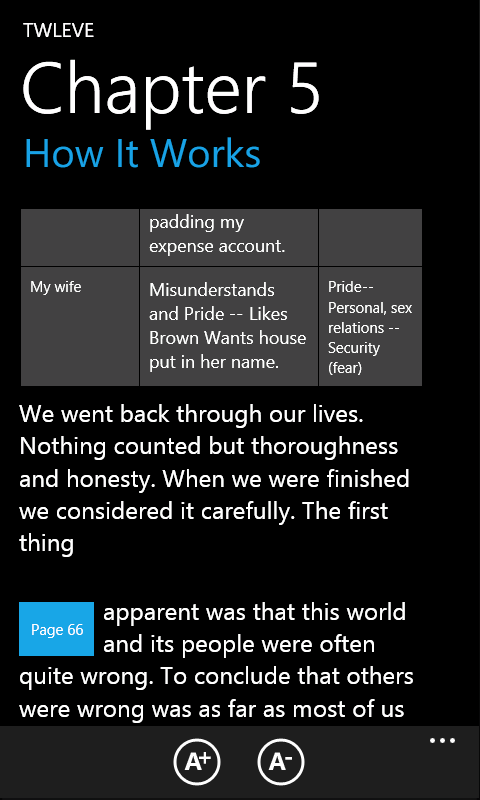 TWLEVE
Chapter 5
How It Works
padding my
expense account.
My wife
Misunderstands
and Pride -- Likes
Brown Wants house
put in her name.
Pride--
Personal, sex
relations --
Security
(fear)
We went back through our lives.
Nothing counted but thoroughness
and honesty. When we were finished
we considered it carefully. The first
thing
Page 66
apparent was that this world
and its people were often
quite wrong. To conclude that others
were wrong was as far as most of us
A+
A-